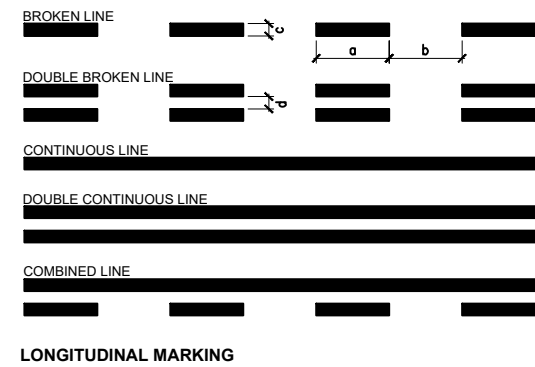 BROKEN LINE
c
a b
DOUBLE BROKEN LINE
d
CONTINUOUS LINE
DOUBLE CONTINUOUS LINE
COMBINED LINE
LONGITUDINAL MARKING